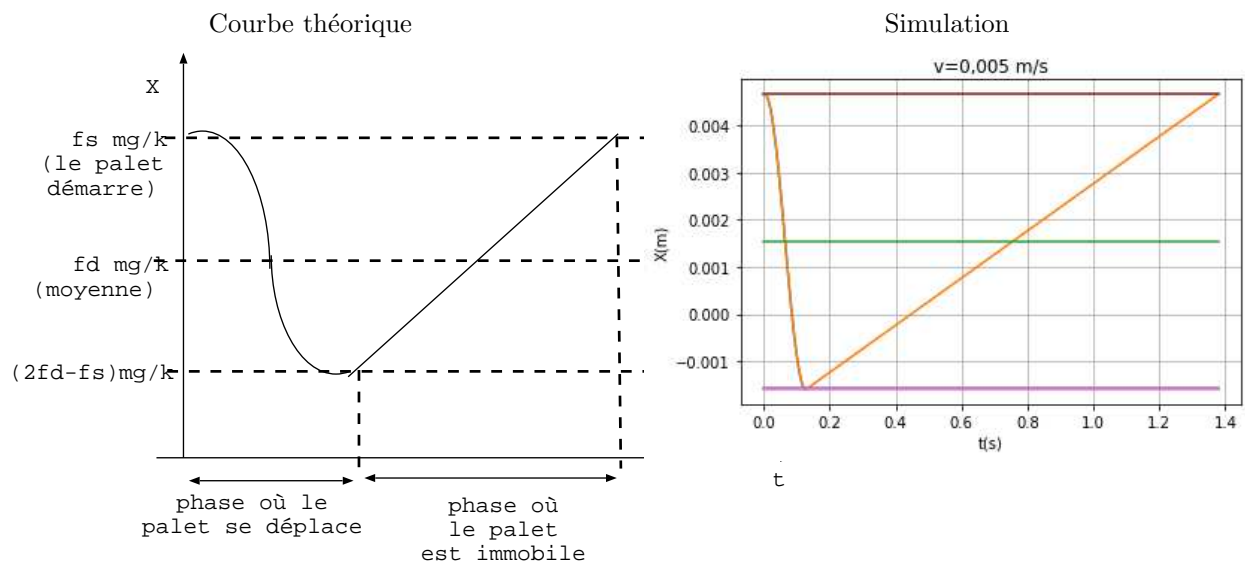 Courbe théorique
X
fs mg/k
(le palet
démarre)
fd mg/k
(moyenne)
(2fd-fs)mg/k
phase où le
palet se déplace
phase où
le palet
est immobile
Simulation
v=0,005 m/s
X(m)
0.004
0.003
0.002
0.001
0.000
−0.001
0.0 0.2 0.4 0.6 0.8 1.0 1.2 1.4
t(s)
t